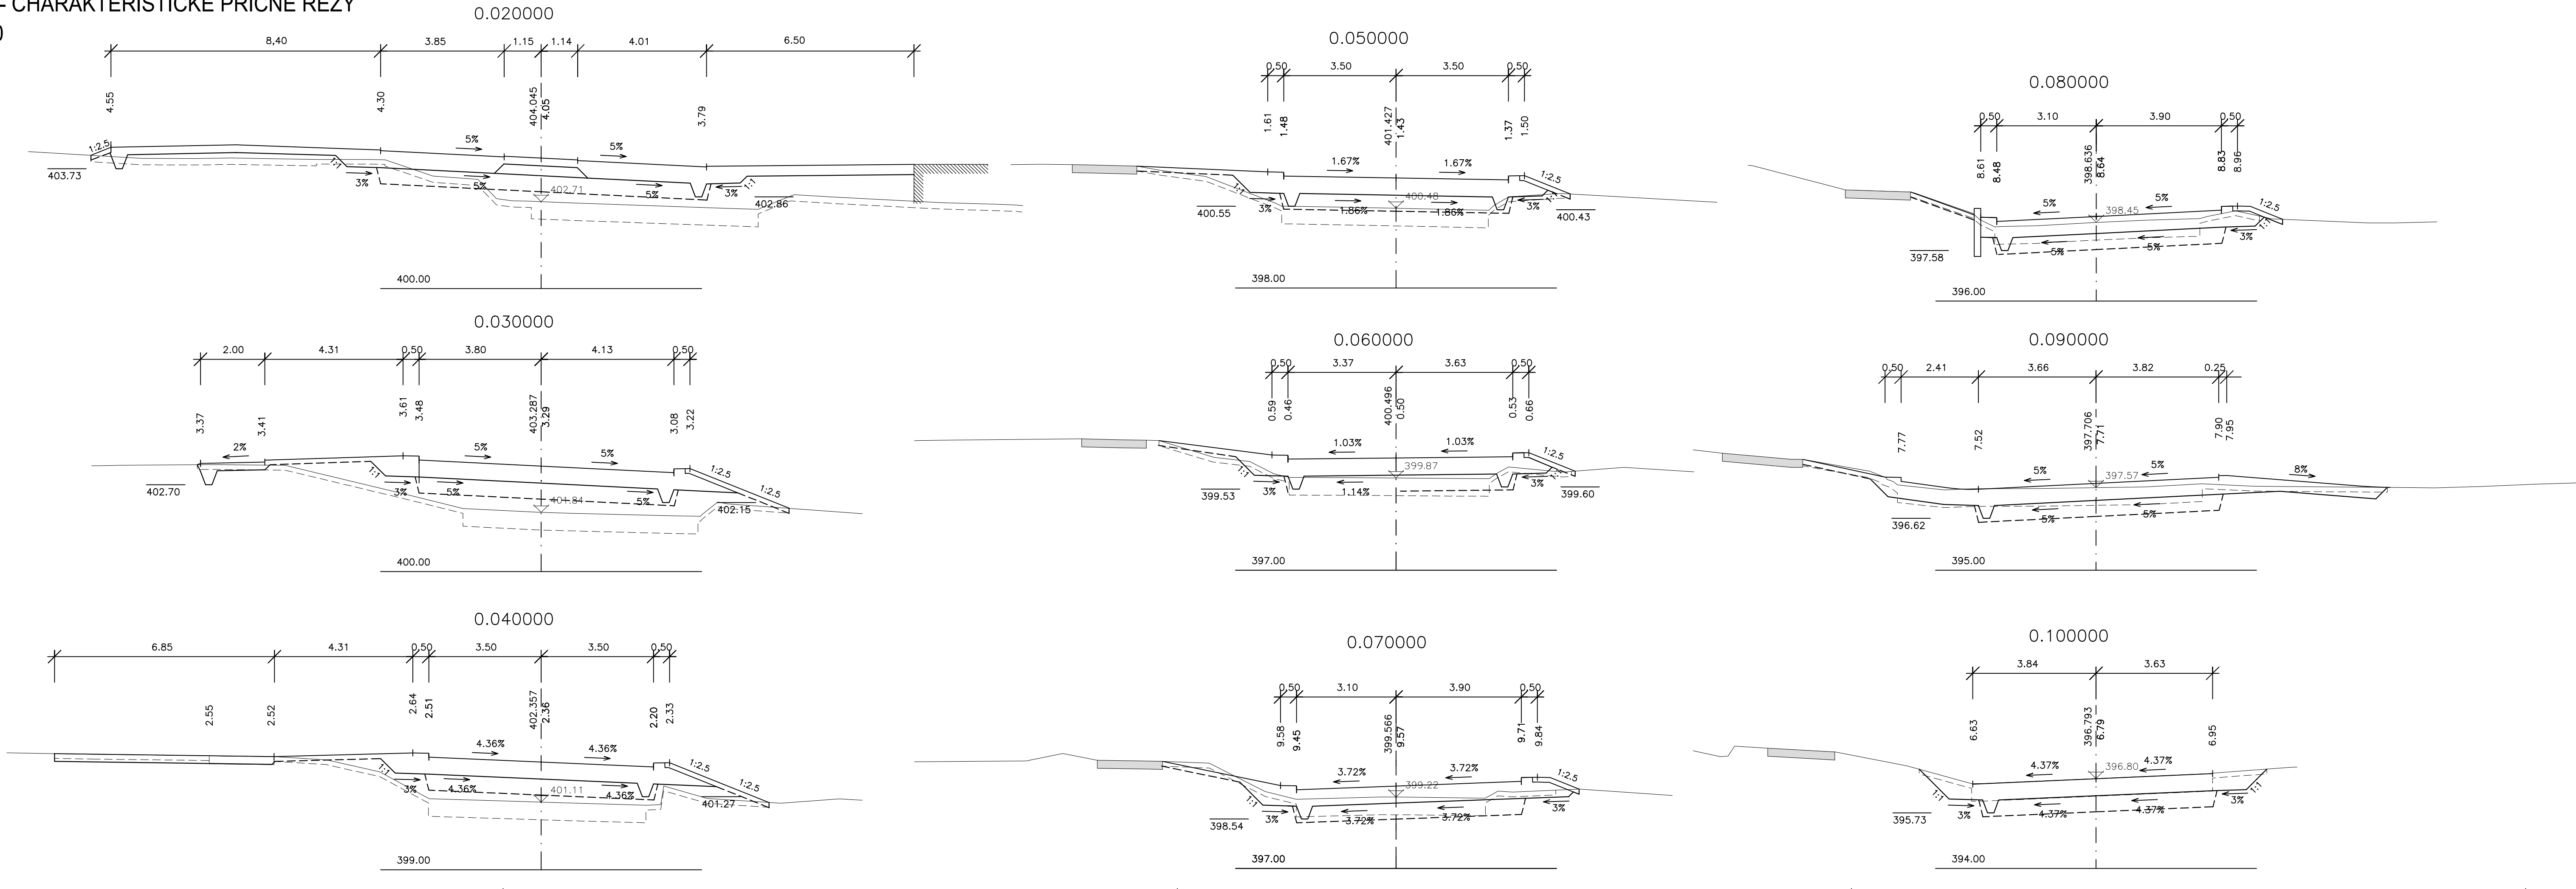 - CHARAKTERISTICKÉ PŘÍČNÉ ŘEZY
0.020000
8,40 3.85 1.15 1.14 4.01 6.50
4.55 4.30 404.045 4.05 3.79
1:2.5 5% 5%
403.73 1:1 3% 5% 402.71 5% 3% 1:1 402.86
400.00
0.030000
2.00 4.31 0,50 3.80 4.13 0,50
3.37 3.41 3.61 3.48 403.287 3.29 3.08 3.22
2% 5% 5% 1:2.5
402.70 1:1 3% 5% 401.84 5% 402.15 1:2.5
400.00
0.040000
6.85 4.31 0,50 3.50 3.50 0,50
2.55 2.52 2.64 2.51 402.357 2.36 2.20 2.33
4.36% 4.36% 1:2.5
1:1 3% 4.36% 401.11 4.36% 401.27 1:2.5
399.00
0.050000
0,50 3.50 3.50 0,50
1.61 1.48 401.427 1.43 1.37 1.50
1.67% 1.67% 1:2.5
400.55 1:1 3% 1.86% 400.48 1.86% 3% 1:1 400.43
398.00
0.060000
0,50 3.37 3.63 0,50
0.59 0.46 400.496 0.50 0.53 0.66
1.03% 1.03% 1:2.5
399.53 1:1 3% 1.14% 399.87 3% 1:1 399.60
397.00
0.070000
0,50 3.10 3.90 0,50
9.58 9.45 399.566 9.57 9.71 9.84
3.72% 3.72% 1:2.5
398.54 1:1 3% 3.72% 399.22 3.72% 3%
397.00
0.080000
0,50 3.10 3.90 0,50
8.61 8.48 398.636 8.64 8.83 8.96
5% 5% 1:2.5
397.58 5% 398.45 5% 3% 1:1
396.00
0.090000
0,50 2.41 3.66 3.82 0.25
7.77 7.52 397.706 7.71 7.90 7.95
5% 5% 8%
396.62 5% 397.57 5%
395.00
0.100000
3.84 3.63
6.63 396.793 6.79 6.95
4.37% 4.37%
395.73 1:1 3% 4.37% 396.80 4.37% 3% 1:1
394.00